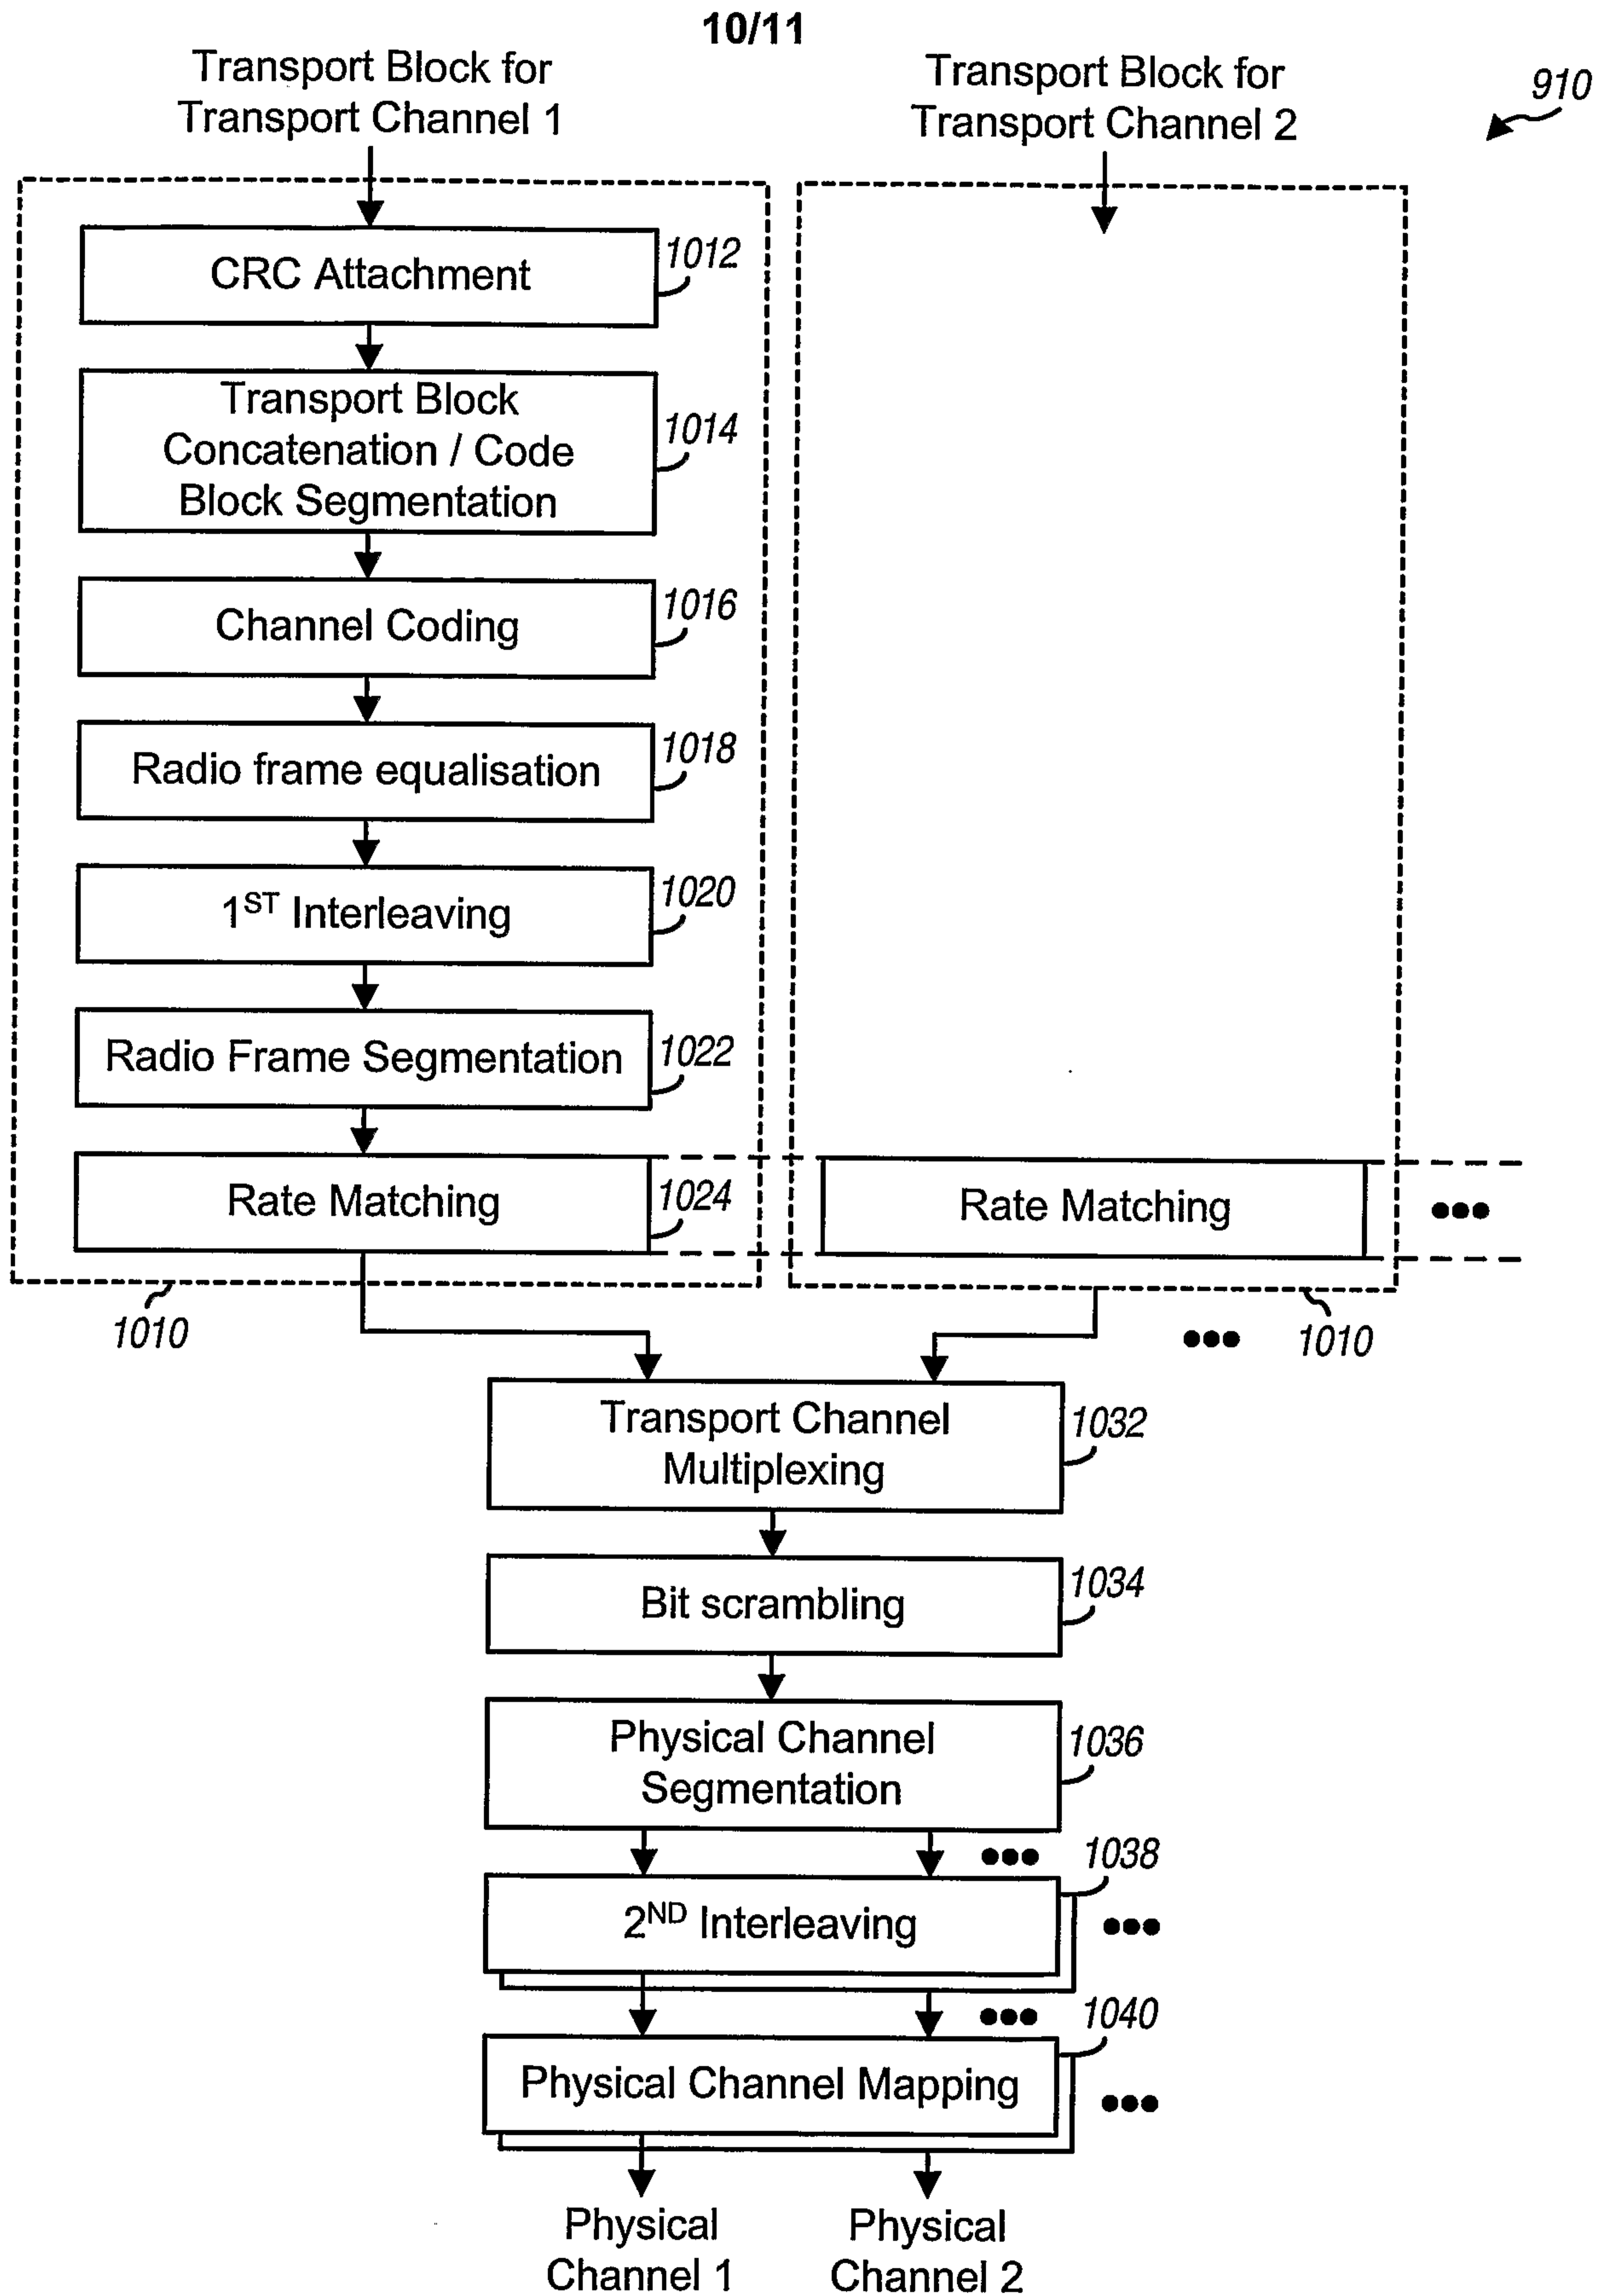 10/11
Transport Block for
Transport Channel 1
Transport Block for
Transport Channel 2
910
CRC Attachment
1012
Transport Block
Concatenation / Code
Block Segmentation
1014
Channel Coding
1016
Radio frame equalisation
1018
1ST Interleaving
1020
Radio Frame Segmentation
1022
Rate Matching
1024
Rate Matching
1010
1010
Transport Channel
Multiplexing
1032
Bit scrambling
1034
Physical Channel
Segmentation
1036
2ND Interleaving
1038
Physical Channel Mapping
1040
Physical
Channel 1
Physical
Channel 2